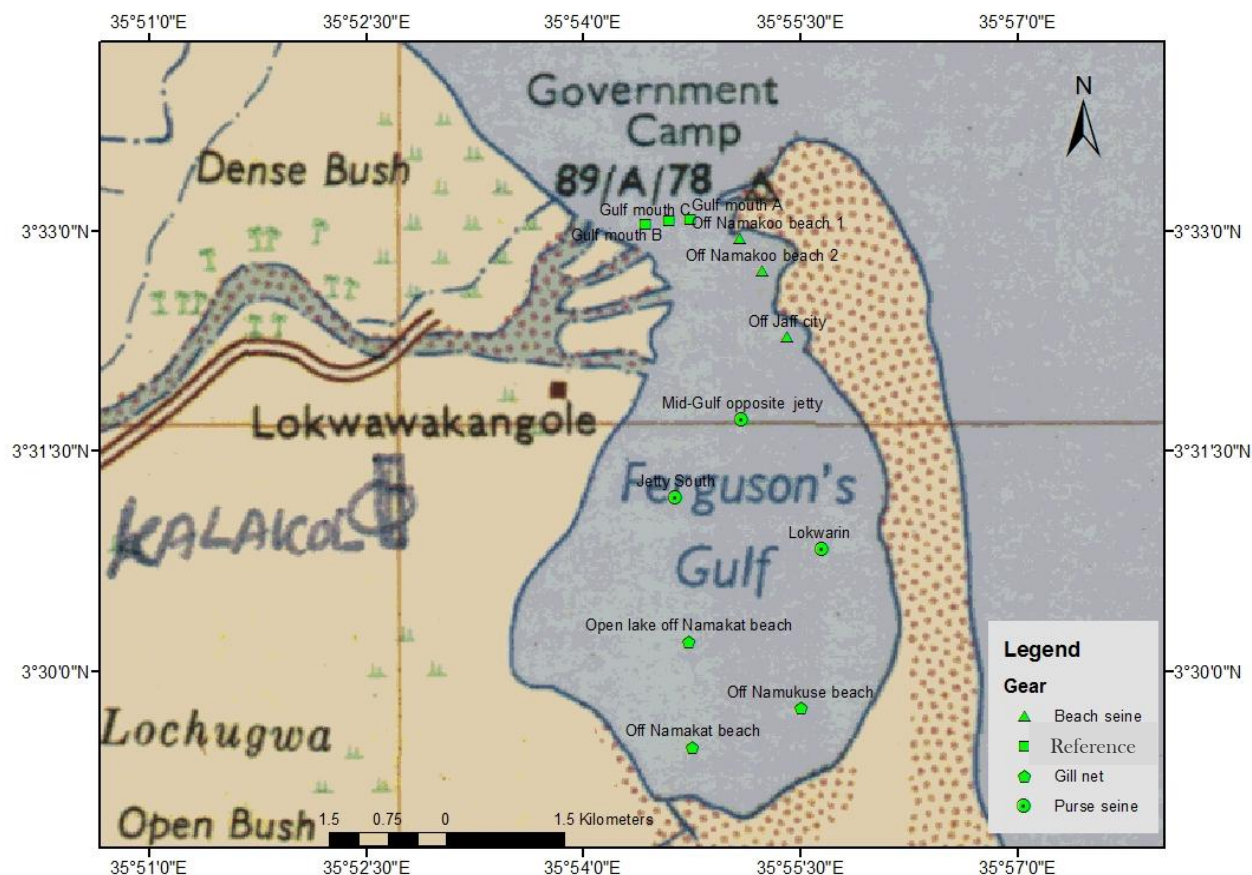 35°51'0"E 35°52'30"E 35°54'0"E 35°55'30"E 35°57'0"E
N
Government
Camp
Dense Bush
89/A/78
Gulf mouth C
Gulf mouth A
3°33'0"N
Off Namakoo beach 1
3°33'0"N
Gulf mouth B
Off Namakoo beach 2
Off Jaff city
Mid-Gulf opposite jetty
Lokwawakangole
3°31'30"N
3°31'30"N
Jetty South
Ferguson's
KALAKOL
Lokwarin
Gulf
Open lake off Namakat beach
3°30'0"N
3°30'0"N
Off Namukuse beach
Lochugwa
Off Namakat beach
Open Bush
1.5 0.75 0 1.5 Kilometers
Legend
Gear
Beach seine
Reference
Gill net
Purse seine
35°51'0"E 35°52'30"E 35°54'0"E 35°55'30"E 35°57'0"E